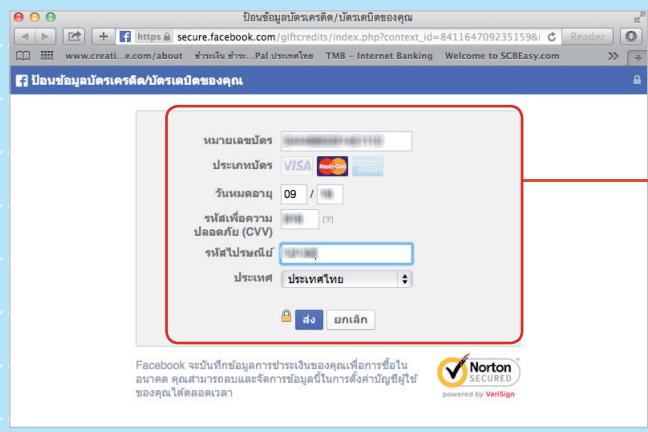 ป้อนข้อมูลบัตรเครดิต/บัตรเดบิตของคุณ
https secure.facebook.com/giftcredits/index.php?context_id=841164709235159&i Reader
www.creati...e.com/about ชำระเงิน ชำระ...Pal ประเทศไทย TMB - Internet Banking Welcome to SCBEasy.com >>
ป้อนข้อมูลบัตรเครดิต/บัตรเดบิตของคุณ
หมายเลขบัตร
ประเภทบัตร VISA MasterCard
วันหมดอายุ 09 /
รหัสเพื่อความ
ปลอดภัย (CVV) [?]
รหัสไปรษณีย์
ประเทศ ประเทศไทย
ส่ง ยกเลิก
Facebook จะบันทึกข้อมูลการชำระเงินของคุณเพื่อการซื้อใน
อนาคต คุณสามารถลบและจัดการข้อมูลนี้ในการตั้งค่าบัญชีผู้ใช้
ของคุณได้ตลอดเวลา
Norton
SECURED
powered by VeriSign